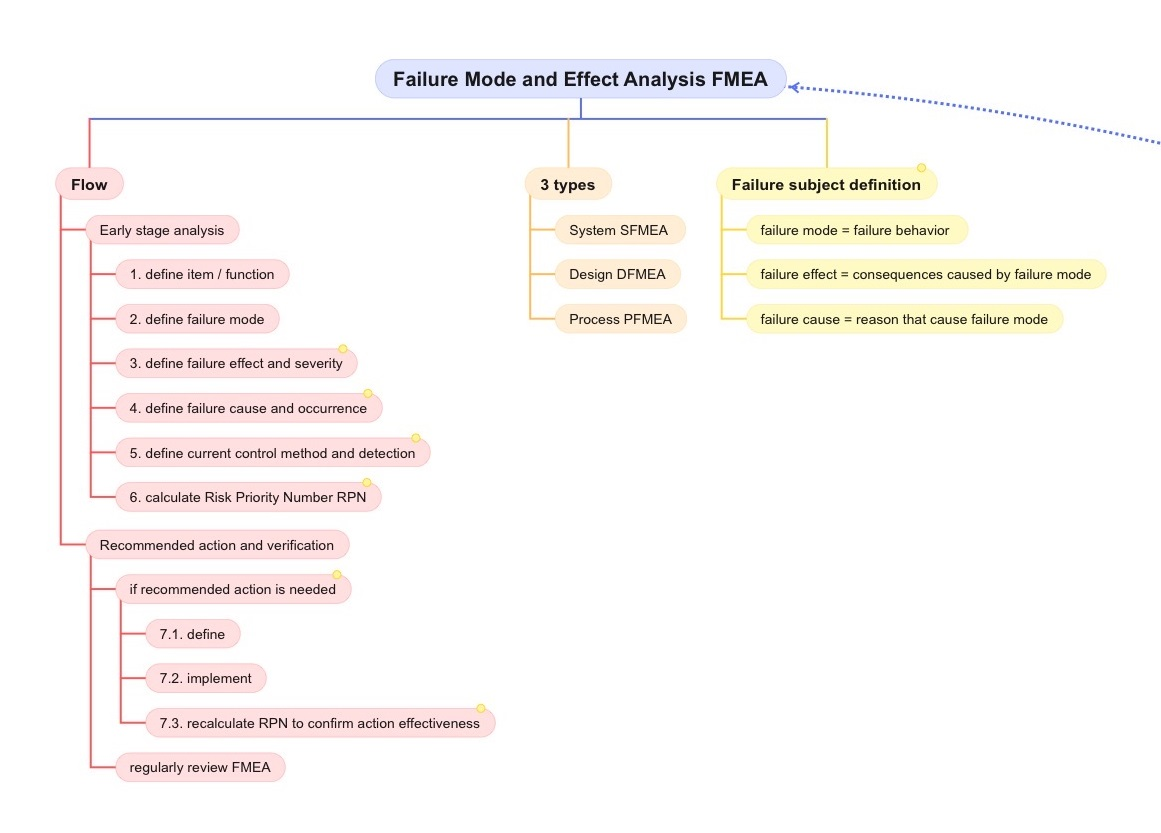 Failure Mode and Effect Analysis FMEA
Flow
Early stage analysis
1. define item / function
2. define failure mode
3. define failure effect and severity
4. define failure cause and occurrence
5. define current control method and detection
6. calculate Risk Priority Number RPN
Recommended action and verification
if recommended action is needed
7.1. define
7.2. implement
7.3. recalculate RPN to confirm action effectiveness
regularly review FMEA
3 types
System SFMEA
Design DFMEA
Process PFMEA
Failure subject definition
failure mode = failure behavior
failure effect = consequences caused by failure mode
failure cause = reason that cause failure mode